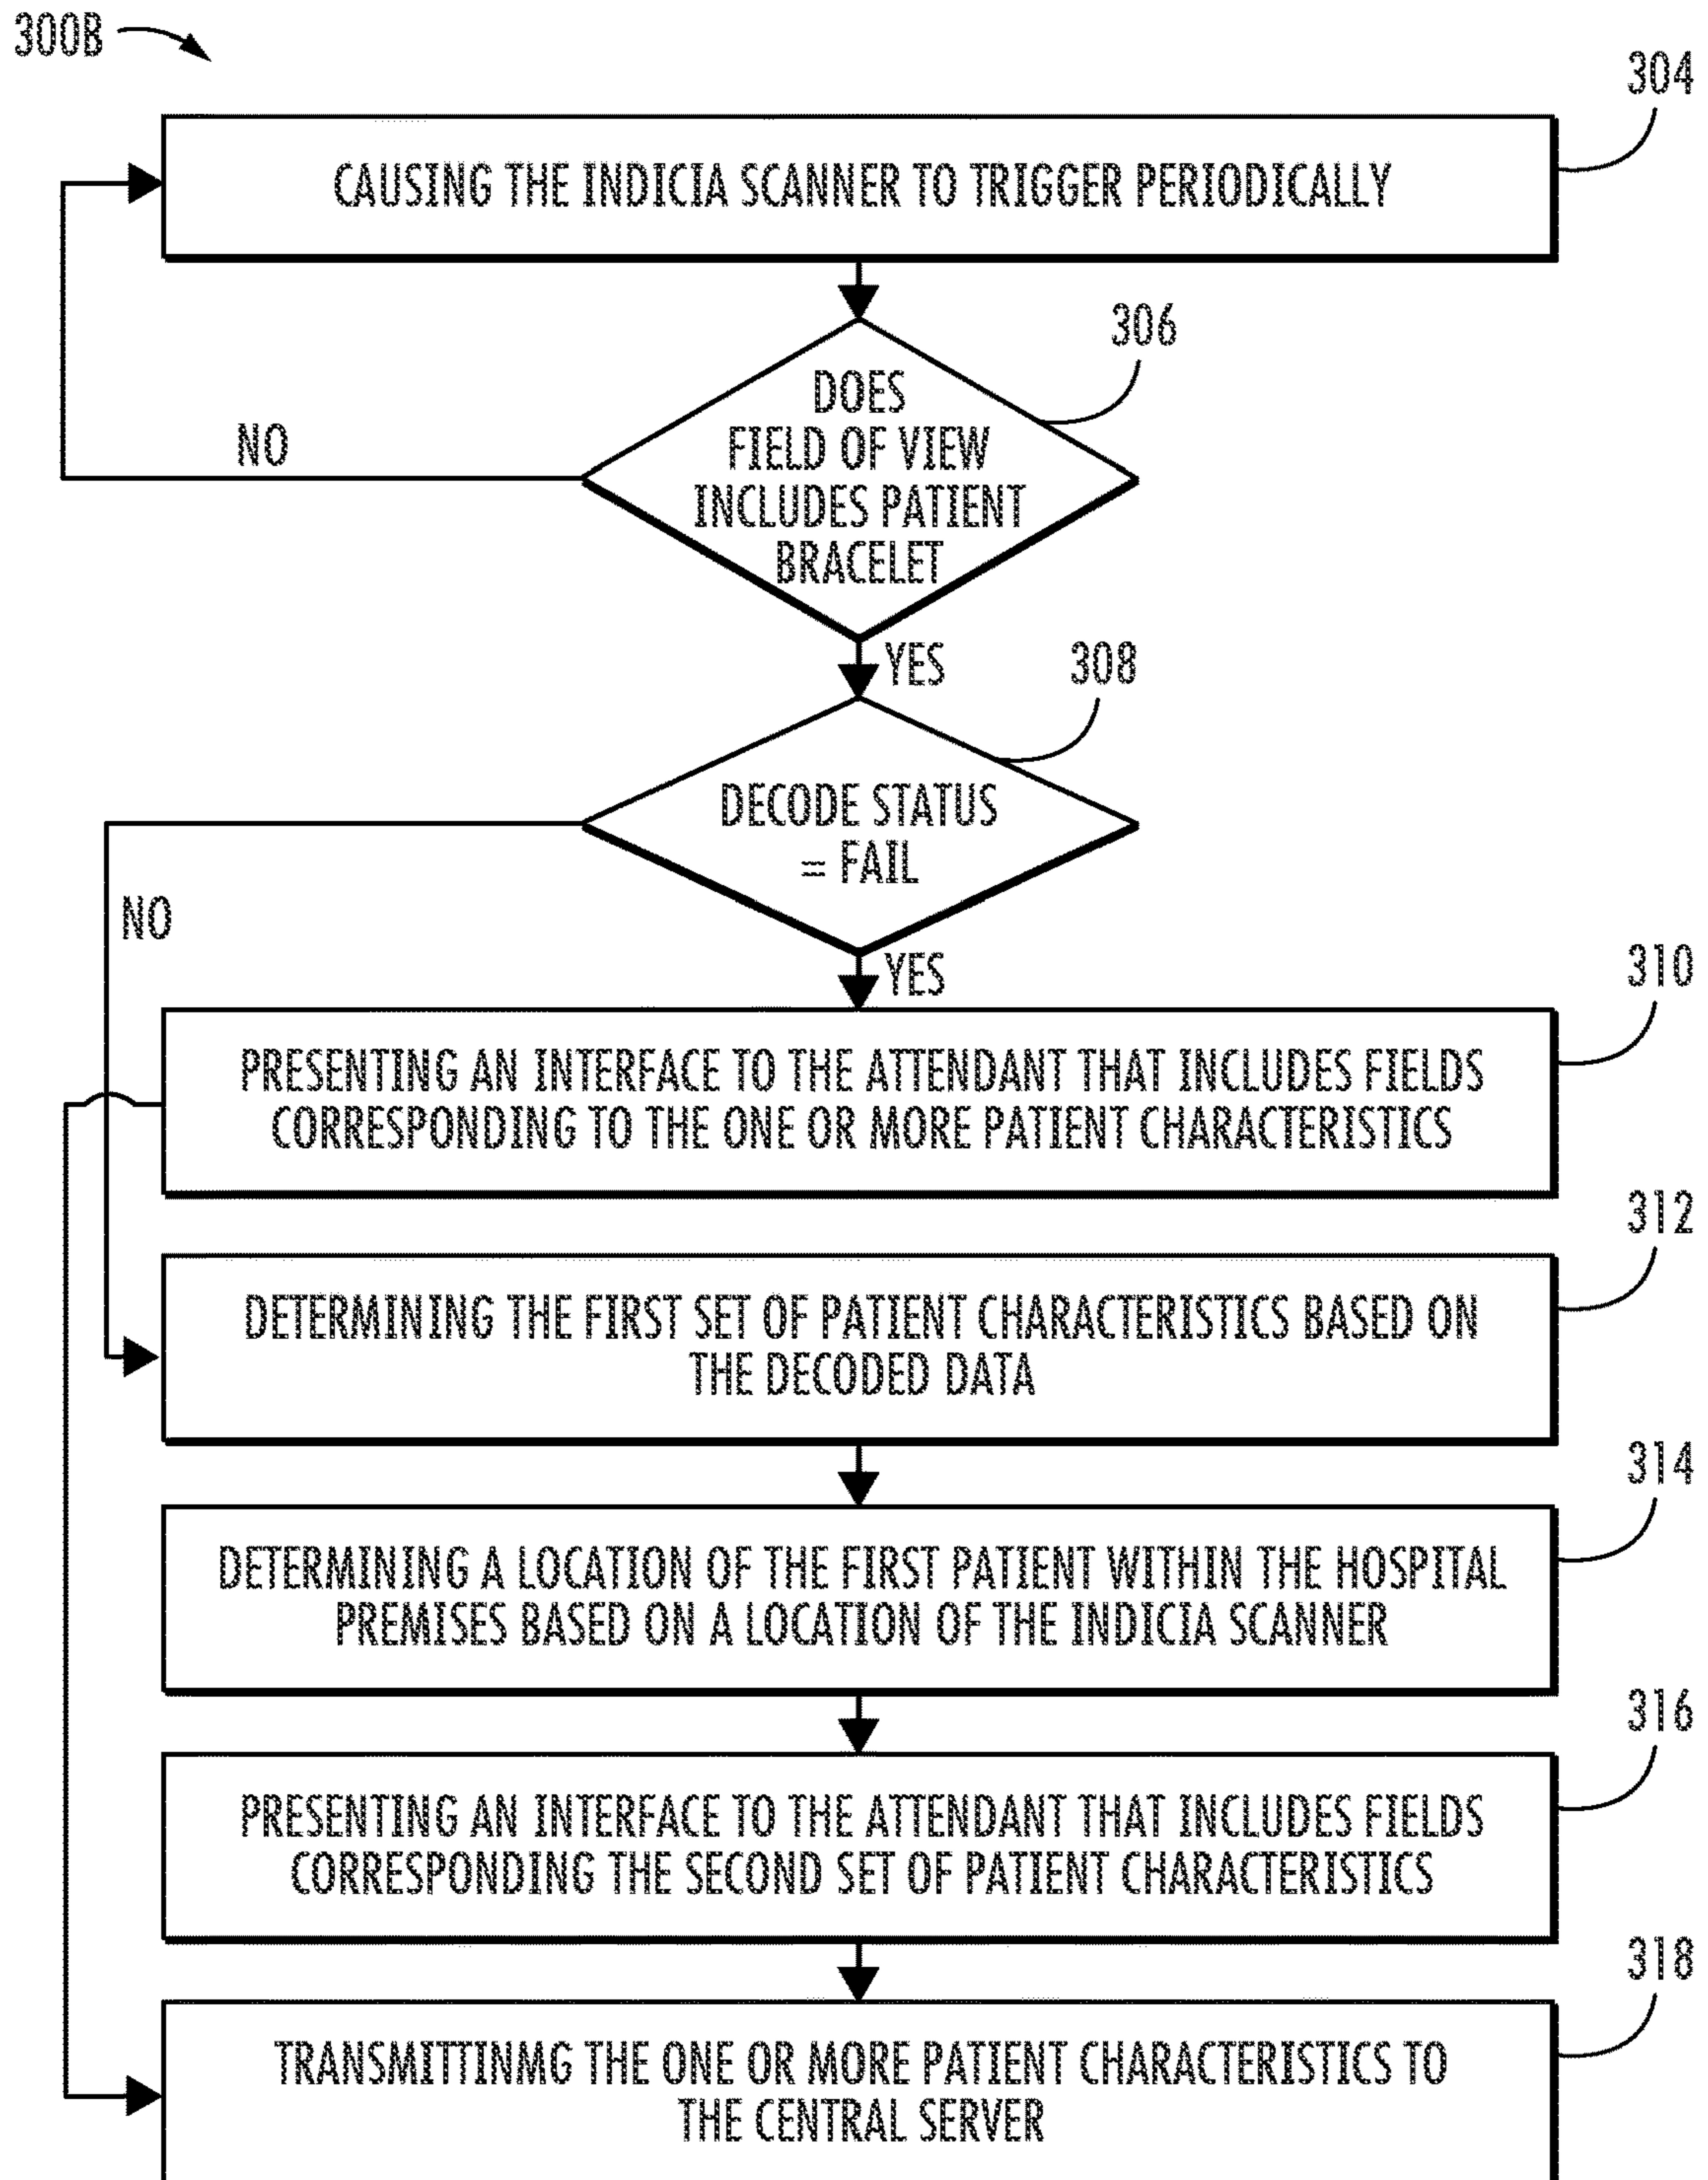 300B
304
CAUSING THE INDICIA SCANNER TO TRIGGER PERIODICALLY
306
DOES
FIELD OF VIEW
INCLUDES PATIENT
BRACELET
NO
YES
308
DECODE STATUS
= FAIL
NO
YES
310
PRESENTING AN INTERFACE TO THE ATTENDANT THAT INCLUDES FIELDS
CORRESPONDING TO THE ONE OR MORE PATIENT CHARACTERISTICS
312
DETERMINING THE FIRST SET OF PATIENT CHARACTERISTICS BASED ON
THE DECODED DATA
314
DETERMINING A LOCATION OF THE FIRST PATIENT WITHIN THE HOSPITAL
PREMISES BASED ON A LOCATION OF THE INDICIA SCANNER
316
PRESENTING AN INTERFACE TO THE ATTENDANT THAT INCLUDES FIELDS
CORRESPONDING THE SECOND SET OF PATIENT CHARACTERISTICS
318
TRANSMITTINMG THE ONE OR MORE PATIENT CHARACTERISTICS TO
THE CENTRAL SERVER